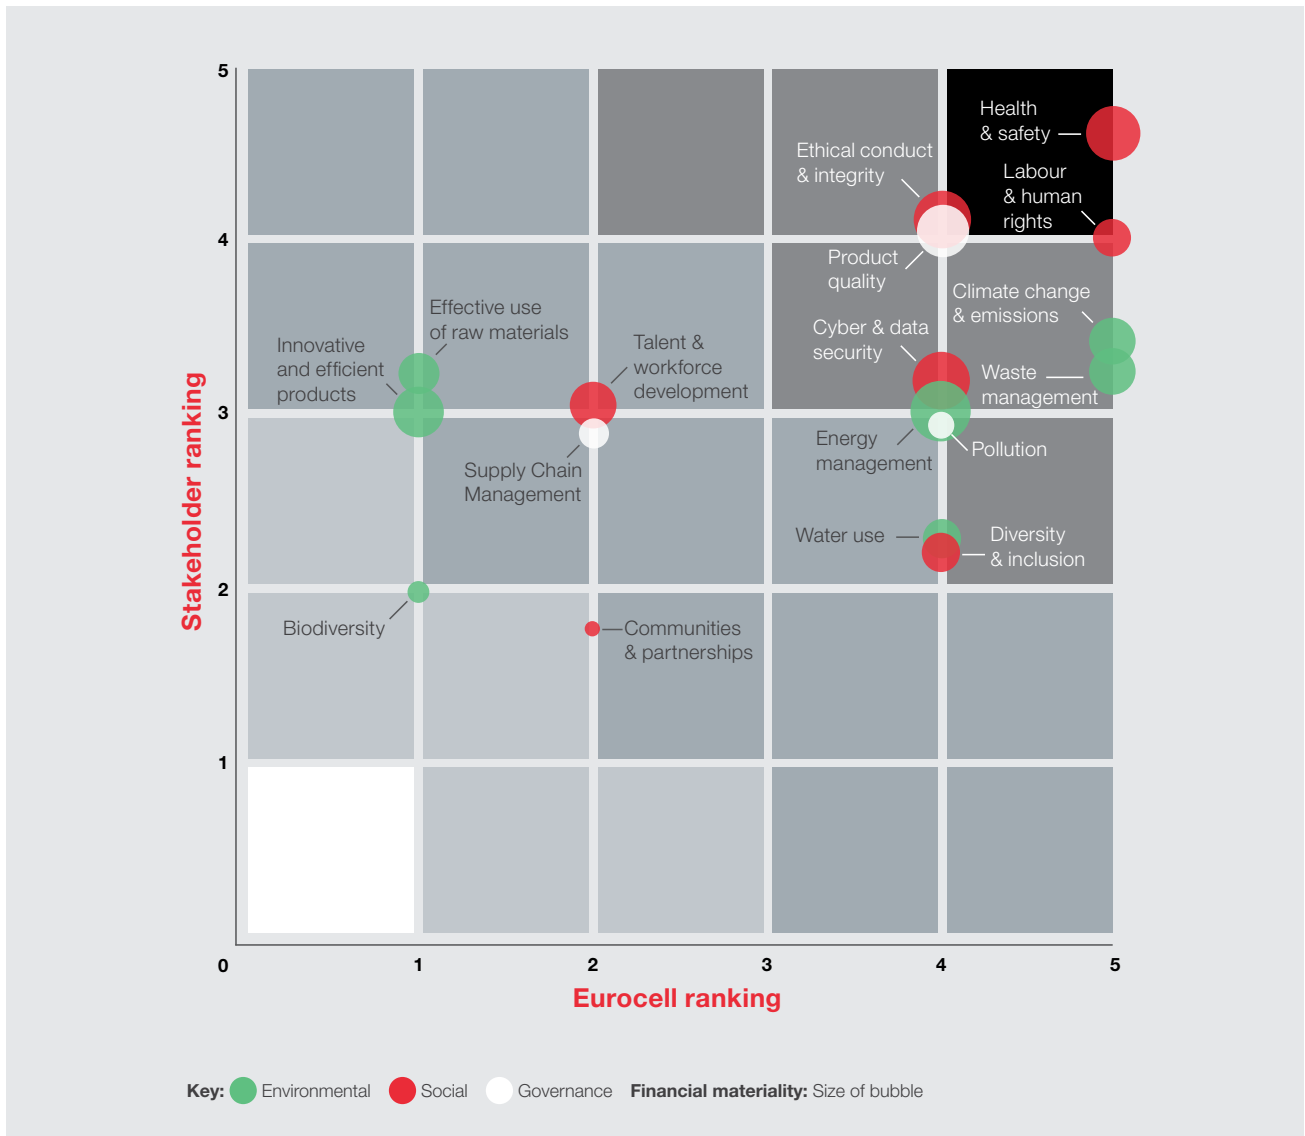 5
Health
& safety
Ethical conduct
& integrity
Labour
& human
rights
4
Product
quality
Climate change
& emissions
Effective use
of raw materials
Cyber & data
security
Innovative
and efficient
products
Talent &
workforce
development
Waste
management
3
Energy
management
Pollution
Supply Chain
Management
Water use
Diversity
& inclusion
2
Biodiversity
Communities
& partnerships
1
Stakeholder ranking
0 1 2 3 4 5
Eurocell ranking
Key: Environmental Social Governance Financial materiality: Size of bubble